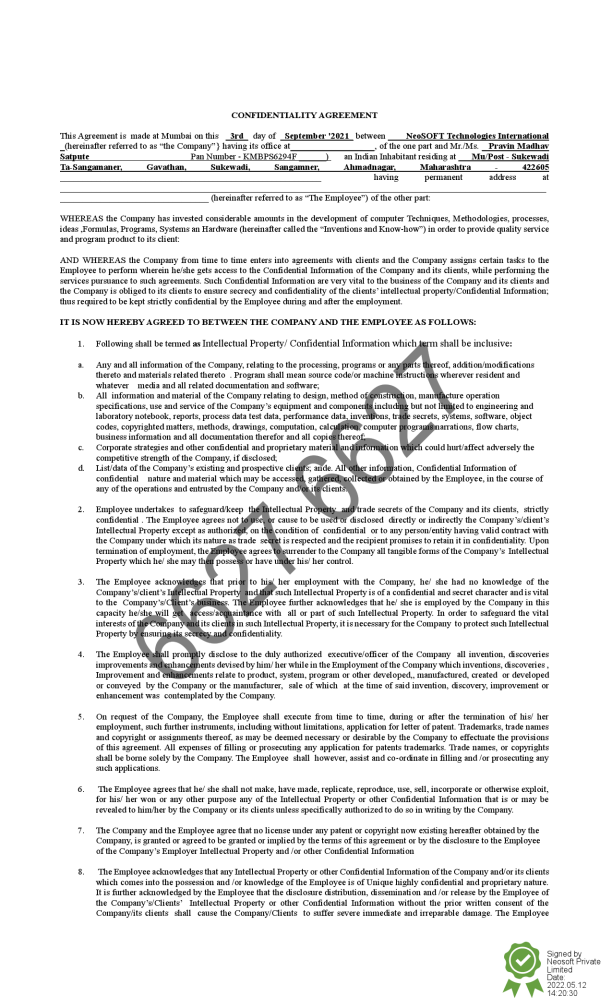 CONFIDENTIALITY AGREEMENT
This Agreement is made at Mumbai on this 3rd day of September '2021 between NeoSOFT Technologies International
(hereinafter referred to as "the Company") having its office at____________________, of the one part and Mr./Ms. Pravin Madhav
Satpute Pan Number - KMBPS6294F ) an Indian Inhabitant residing at Mu/Post - Sukewadi
Ta-Sangamaner, Gavathan, Sukewadi, Sangamner, Ahmadnagar, Maharashtra - 422605
having permanent address at
(hereinafter referred to as "The Employee") of the other part:
WHEREAS the Company has invested considerable amounts in the development of computer Techniques, Methodologies, processes,
ideas ,Formulas, Programs, Systems an Hardware (hereinafter called the "Inventions and Know-how") in order to provide quality service
and program product to its client:
AND WHEREAS the Company from time to time enters into agreements with clients and the Company assigns certain tasks to the
Employee to perform wherein he/she gets access to the Confidential Information of the Company and its clients, while performing the
services pursuance to such agreements. Such Confidential Information are very vital to the business of the Company and its clients and
the Company is obliged to its clients to ensure secrecy and confidentiality of the clients' intellectual property/Confidential Information;
thus required to be kept strictly confidential by the Employee during and after the employment.
IT IS NOW HEREBY AGREED TO BETWEEN THE COMPANY AND THE EMPLOYEE AS FOLLOWS:
1. Following shall be termed as Intellectual Property/ Confidential Information which term shall be inclusive:
a. Any and all information of the Company, relating to the processing, programs or any parts thereof, addition/modifications
thereto and materials related thereto . Program shall mean source code/or machine instructions wherever resident and
whatever media and all related documentation and software;
b. All information and material of the Company relating to design, method of construction, manufacture operation
specifications, use and service of the Company's equipment and components including but not limited to engineering and
laboratory notebook, reports, process data test data, performance data, inventions, trade secrets, systems, software, object
codes, copyrighted matters, methods, drawings, computation, calculation, computer programs narrations, flow charts,
business information and all documentation therefor and all copies thereof;
c. Corporate strategies and other confidential and proprietary material and information which could hurt/affect adversely the
competitive strength of the Company, if disclosed;
d. List/data of the Company's existing and prospective clients; aride. All other information, Confidential Information of
confidential nature and material which may be accessed, gathered, collected or obtained by the Employee, in the course of
any of the operations and entrusted by the Company and/or its clients.
2. Employee undertakes to safeguard/keep the Intellectual Property and trade secrets of the Company and its clients, strictly
confidential . The Employee agrees not to use, or cause to be used or disclosed directly or indirectly the Company's/client's
Intellectual Property except as authorized, on the condition of confidential or to any person/entity having valid contract with
the Company under which its nature as trade secret is respected and the recipient promises to retain it in confidentiality. Upon
termination of employment, the Employee agrees to surrender to the Company all tangible forms of the Company's Intellectual
Property which he/ she may then possess or have under his/ her control.
3. The Employee acknowledges that prior to his/ her employment with the Company, he/ she had no knowledge of the
Company's/client's Intellectual Property and that such Intellectual Property is of a confidential and secret character and is vital
to the Company's/Client's business. The Employee further acknowledges that he/ she is employed by the Company in this
capacity he/she will get access/acquaintance with all or part of such Intellectual Property. In order to safeguard the vital
interests of the Company and its clients in such Intellectual Property, it is necessary for the Company to protect such Intellectual
Property by ensuring its secrecy and confidentiality.
4. The Employee shall promptly disclose to the duly authorized executive/officer of the Company all invention, discoveries
improvements and enhancements devised by him/ her while in the Employment of the Company which inventions, discoveries ,
Improvement and enhancements relate to product, system, program or other developed,, manufactured, created or developed
or conveyed by the Company or the manufacturer, sale of which at the time of said invention, discovery, improvement or
enhancement was contemplated by the Company.
5. On request of the Company, the Employee shall execute from time to time, during or after the termination of his/ her
employment, such further instruments, including without limitations, application for letter of patent. Trademarks, trade names
and copyright or assignments thereof, as may be deemed necessary or desirable by the Company to effectuate the provisions
of this agreement. All expenses of filling or prosecuting any application for patents trademarks. Trade names, or copyrights
shall be borne solely by the Company. The Employee shall however, assist and co-ordinate in filling and /or prosecuting any
such applications.
6. The Employee agrees that he/ she shall not make, have made, replicate, reproduce, use, sell, incorporate or otherwise exploit,
for his/ her won or any other purpose any of the Intellectual Property or other Confidential Information that is or may be
revealed to him/her by the Company or its clients unless specifically authorized to do so in writing by the Company.
7. The Company and the Employee agree that no license under any patent or copyright now existing hereafter obtained by the
Company, is granted or agreed to be granted or implied by the terms of this agreement or by the disclosure to the Employee
of the Company's Employer Intellectual Property and /or other Confidential Information
8. The Employee acknowledges that any Intellectual Property or other Confidential Information of the Company and/or its clients
which comes into the possession and /or knowledge of the Employee is of Unique highly confidential and proprietary nature.
It is further acknowledged by the Employee that the disclosure distribution, dissemination and /or release by the Employee of
the Company's/Clients' Intellectual Property or other Confidential Information without the prior written consent of the
Company/its clients shall cause the Company/Clients to suffer severe immediate and irreparable damage. The Employee
6627 6627
Signed by
Neosoft Private
Limited
Date:
2022.05.12
14:20:30